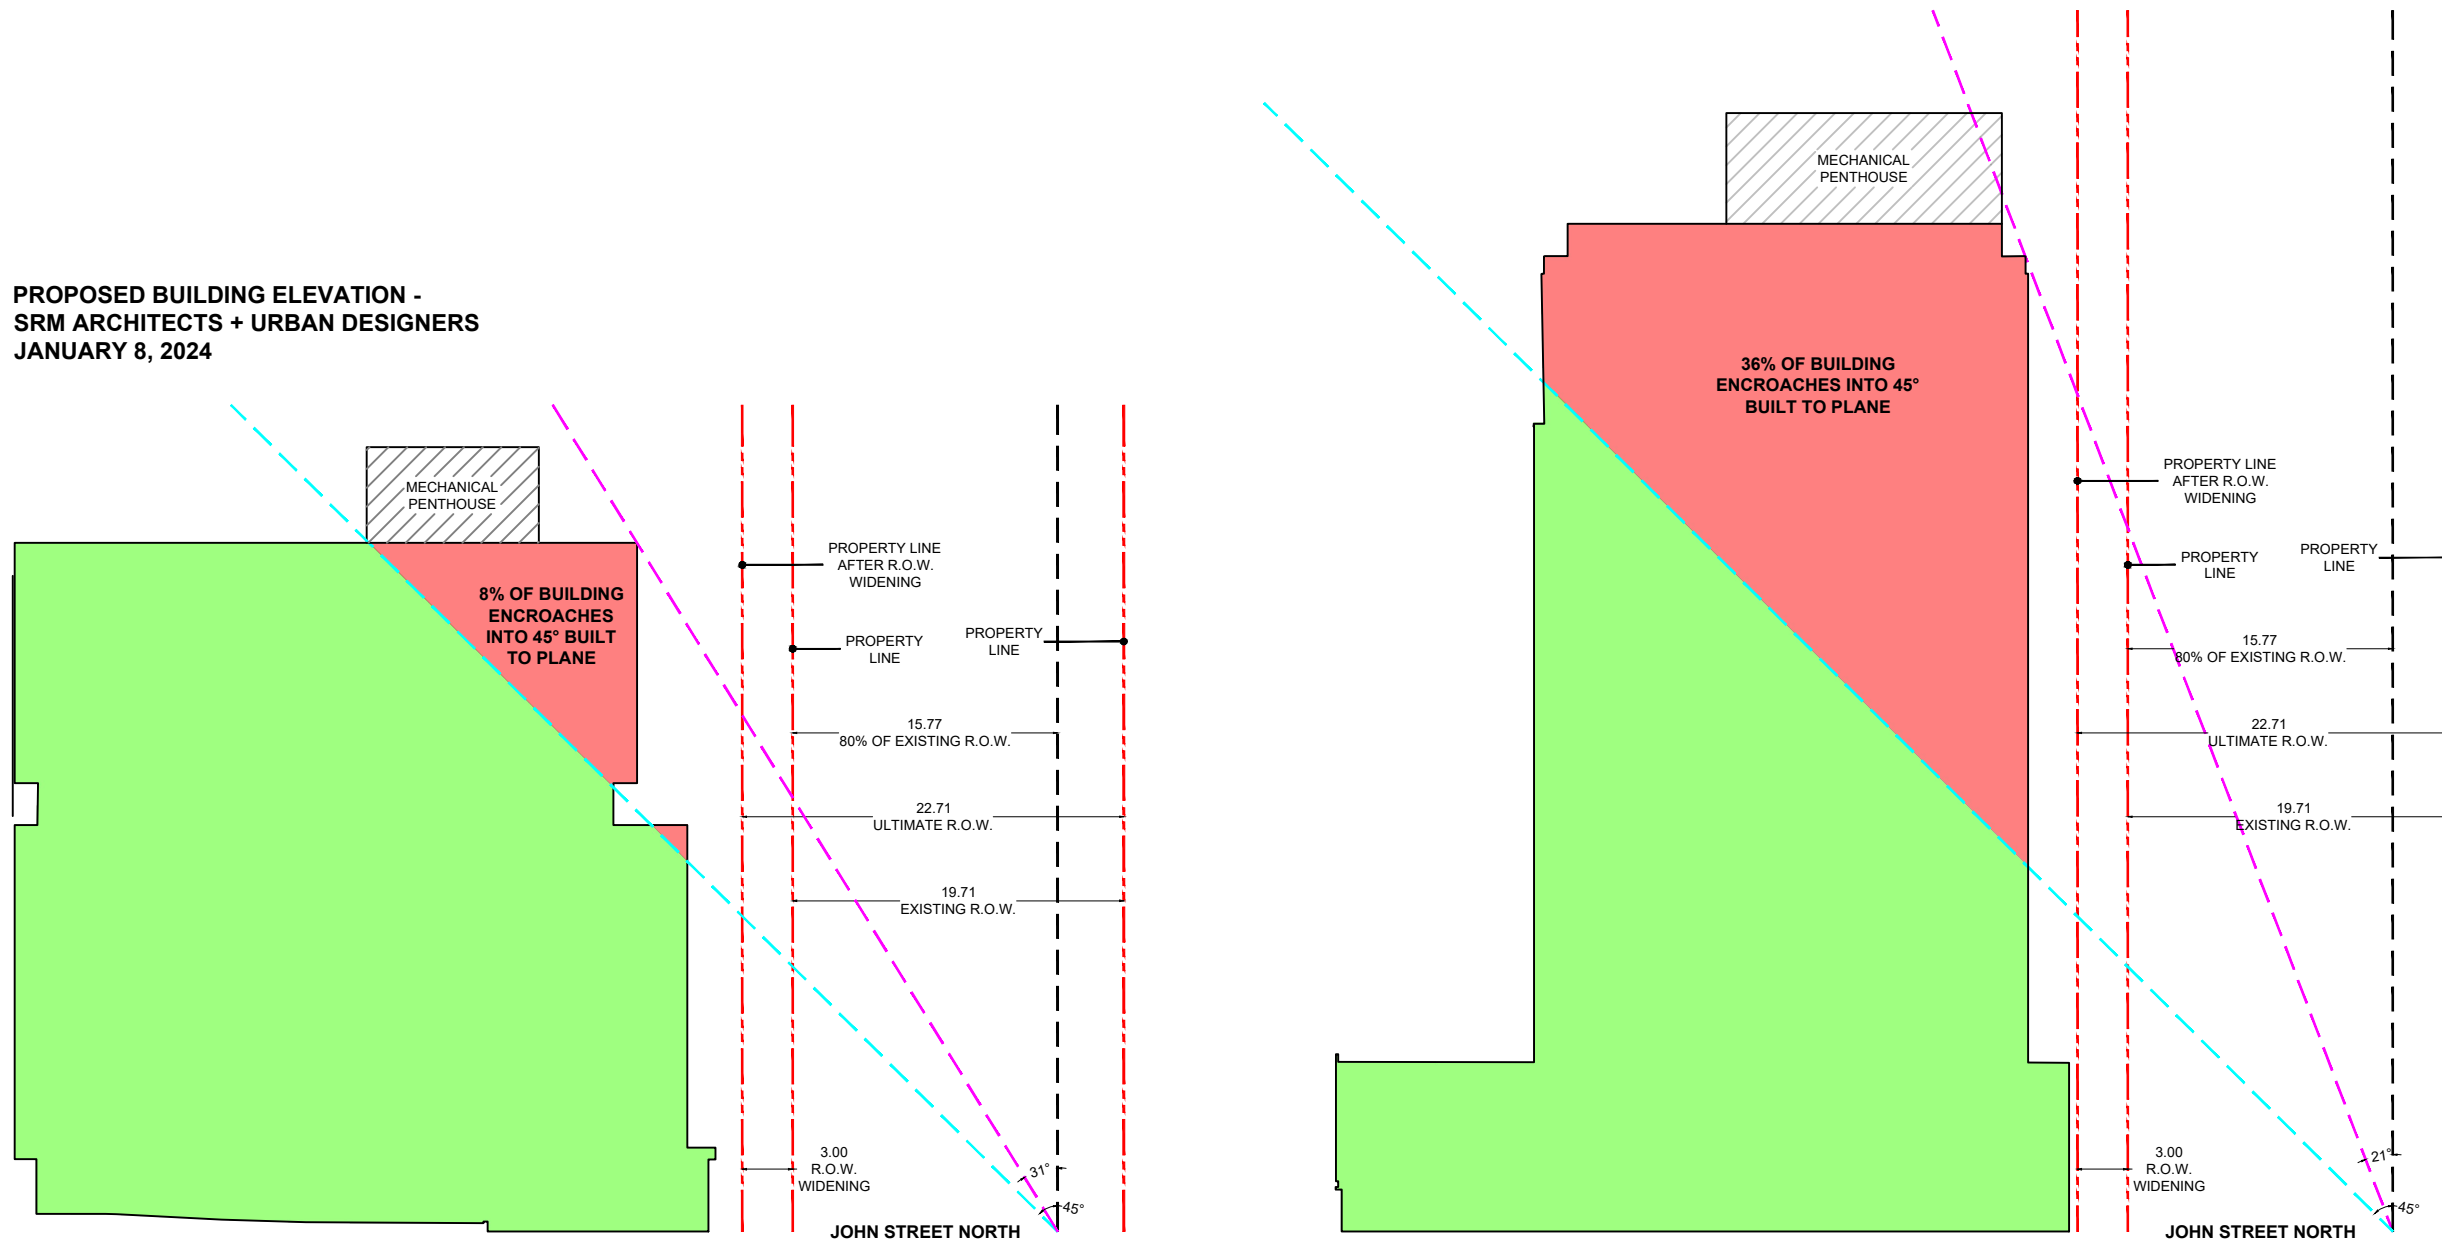 PROPOSED BUILDING ELEVATION -
SRM ARCHITECTS + URBAN DESIGNERS
JANUARY 8, 2024
MECHANICAL
PENTHOUSE
8% OF BUILDING
ENCROACHES
INTO 45° BUILT
TO PLANE
PROPERTY LINE
AFTER R.O.W.
WIDENING
PROPERTY
LINE
PROPERTY
LINE
15.77
80% OF EXISTING R.O.W.
22.71
ULTIMATE R.O.W.
19.71
EXISTING R.O.W.
3.00
R.O.W.
WIDENING
31°
45°
JOHN STREET NORTH
MECHANICAL
PENTHOUSE
36% OF BUILDING
ENCROACHES INTO 45°
BUILT TO PLANE
PROPERTY LINE
AFTER R.O.W.
WIDENING
PROPERTY
LINE
PROPERTY
LINE
15.77
80% OF EXISTING R.O.W.
22.71
ULTIMATE R.O.W.
19.71
EXISTING R.O.W.
3.00
R.O.W.
WIDENING
21°
45°
JOHN STREET NORTH